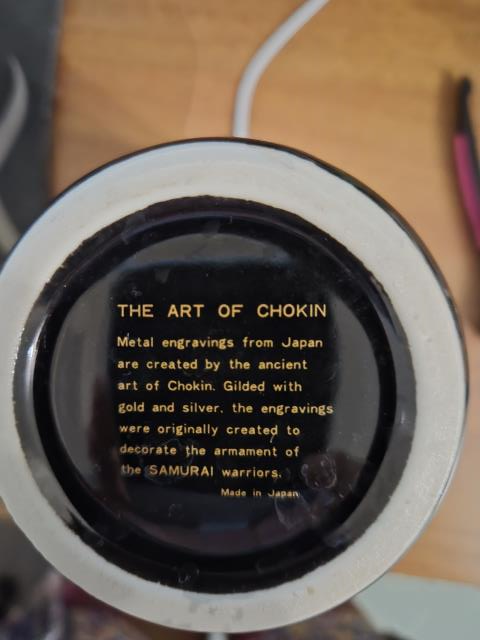 THE ART OF CHOKIN
Metal engravings from Japan
are created by the ancient
art of Chokin. Gilded with
gold and silver, the engravings
were originally created to
decorate the armament of
the SAMURAI warriors.
Made in Japan